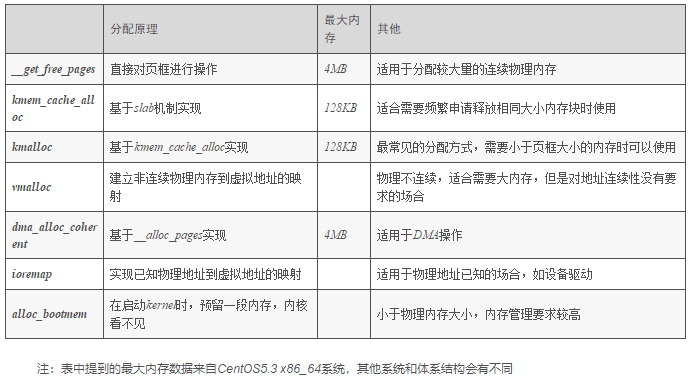 分配原理 最大内存 其他
__get_free_pages 直接对页框进行操作 4MB 适用于分配较大量的连续物理内存
kmem_cache_alloc 基于slab机制实现 128KB 适合需要频繁申请释放相同大小内存块时使用
kmalloc 基于kmem_cache_alloc实现 128KB 最常见的分配方式，需要小于页框大小的内存时可以使用
vmalloc 建立非连续物理内存到虚拟地址的映射 物理不连续，适合需要大内存，但是对地址连续性没有要求的场合
dma_alloc_coherent 基于__alloc_pages实现 4MB 适用于DMA操作
ioremap 实现已知物理地址到虚拟地址的映射 适用于物理地址已知的场合，如设备驱动
alloc_bootmem 在启动kernel时，预留一段内存，内核看不见 小于物理内存大小，内存管理要求较高
注：表中提到的最大内存数据来自CentOS5.3 x86_64系统，其他系统和体系结构会有不同